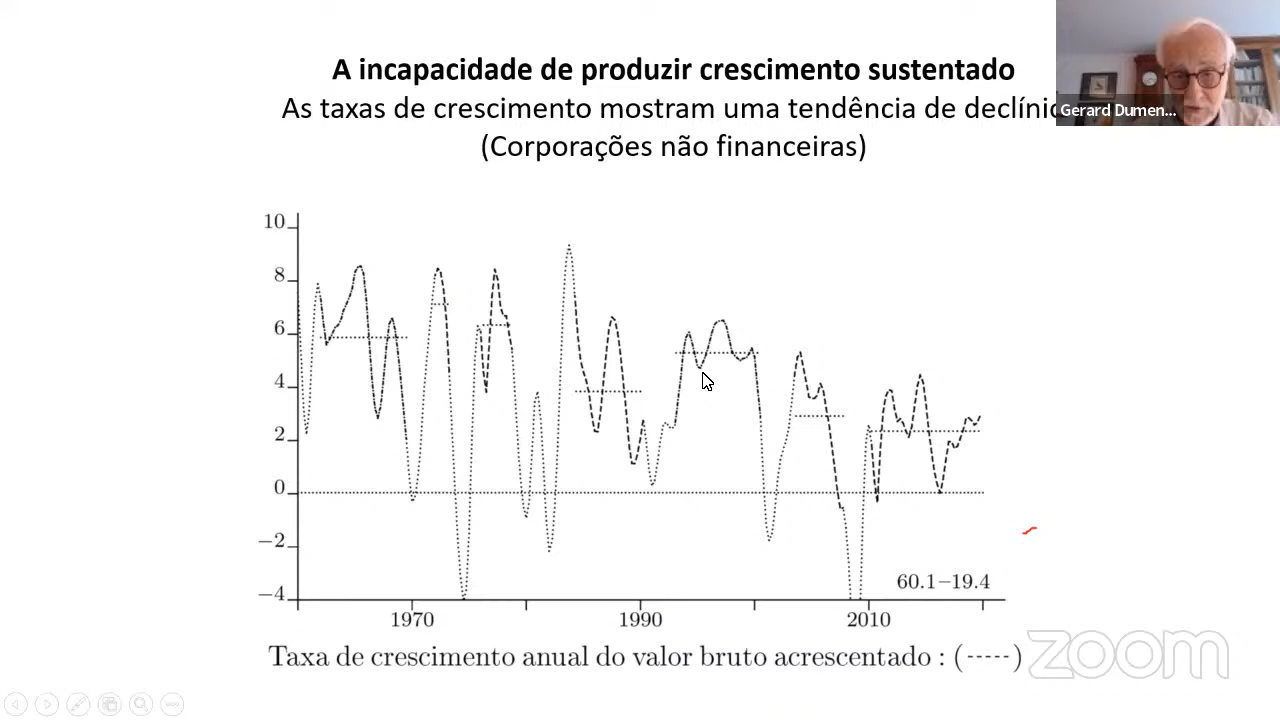 A incapacidade de produzir crescimento sustentado
As taxas de crescimento mostram uma tendência de declínio
(Corporações não financeiras)
Gerard Dumen...
10
8
6
4
2
0
−2
−4
60.1−19.4
1970
1990
2010
Taxa de crescimento anual do valor bruto acrescentado : (-----)
zoom